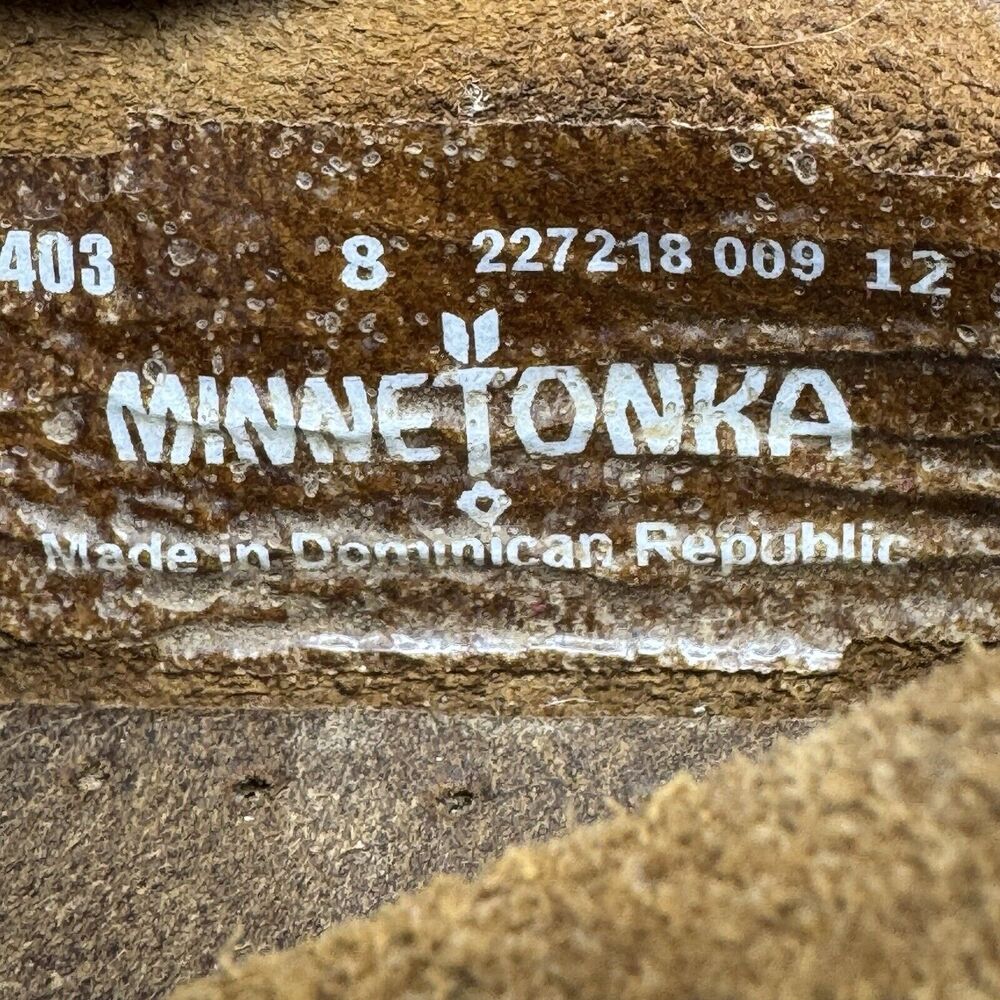 403 8 227218 009 12
MINNETONKA
Made in Dominican Republic